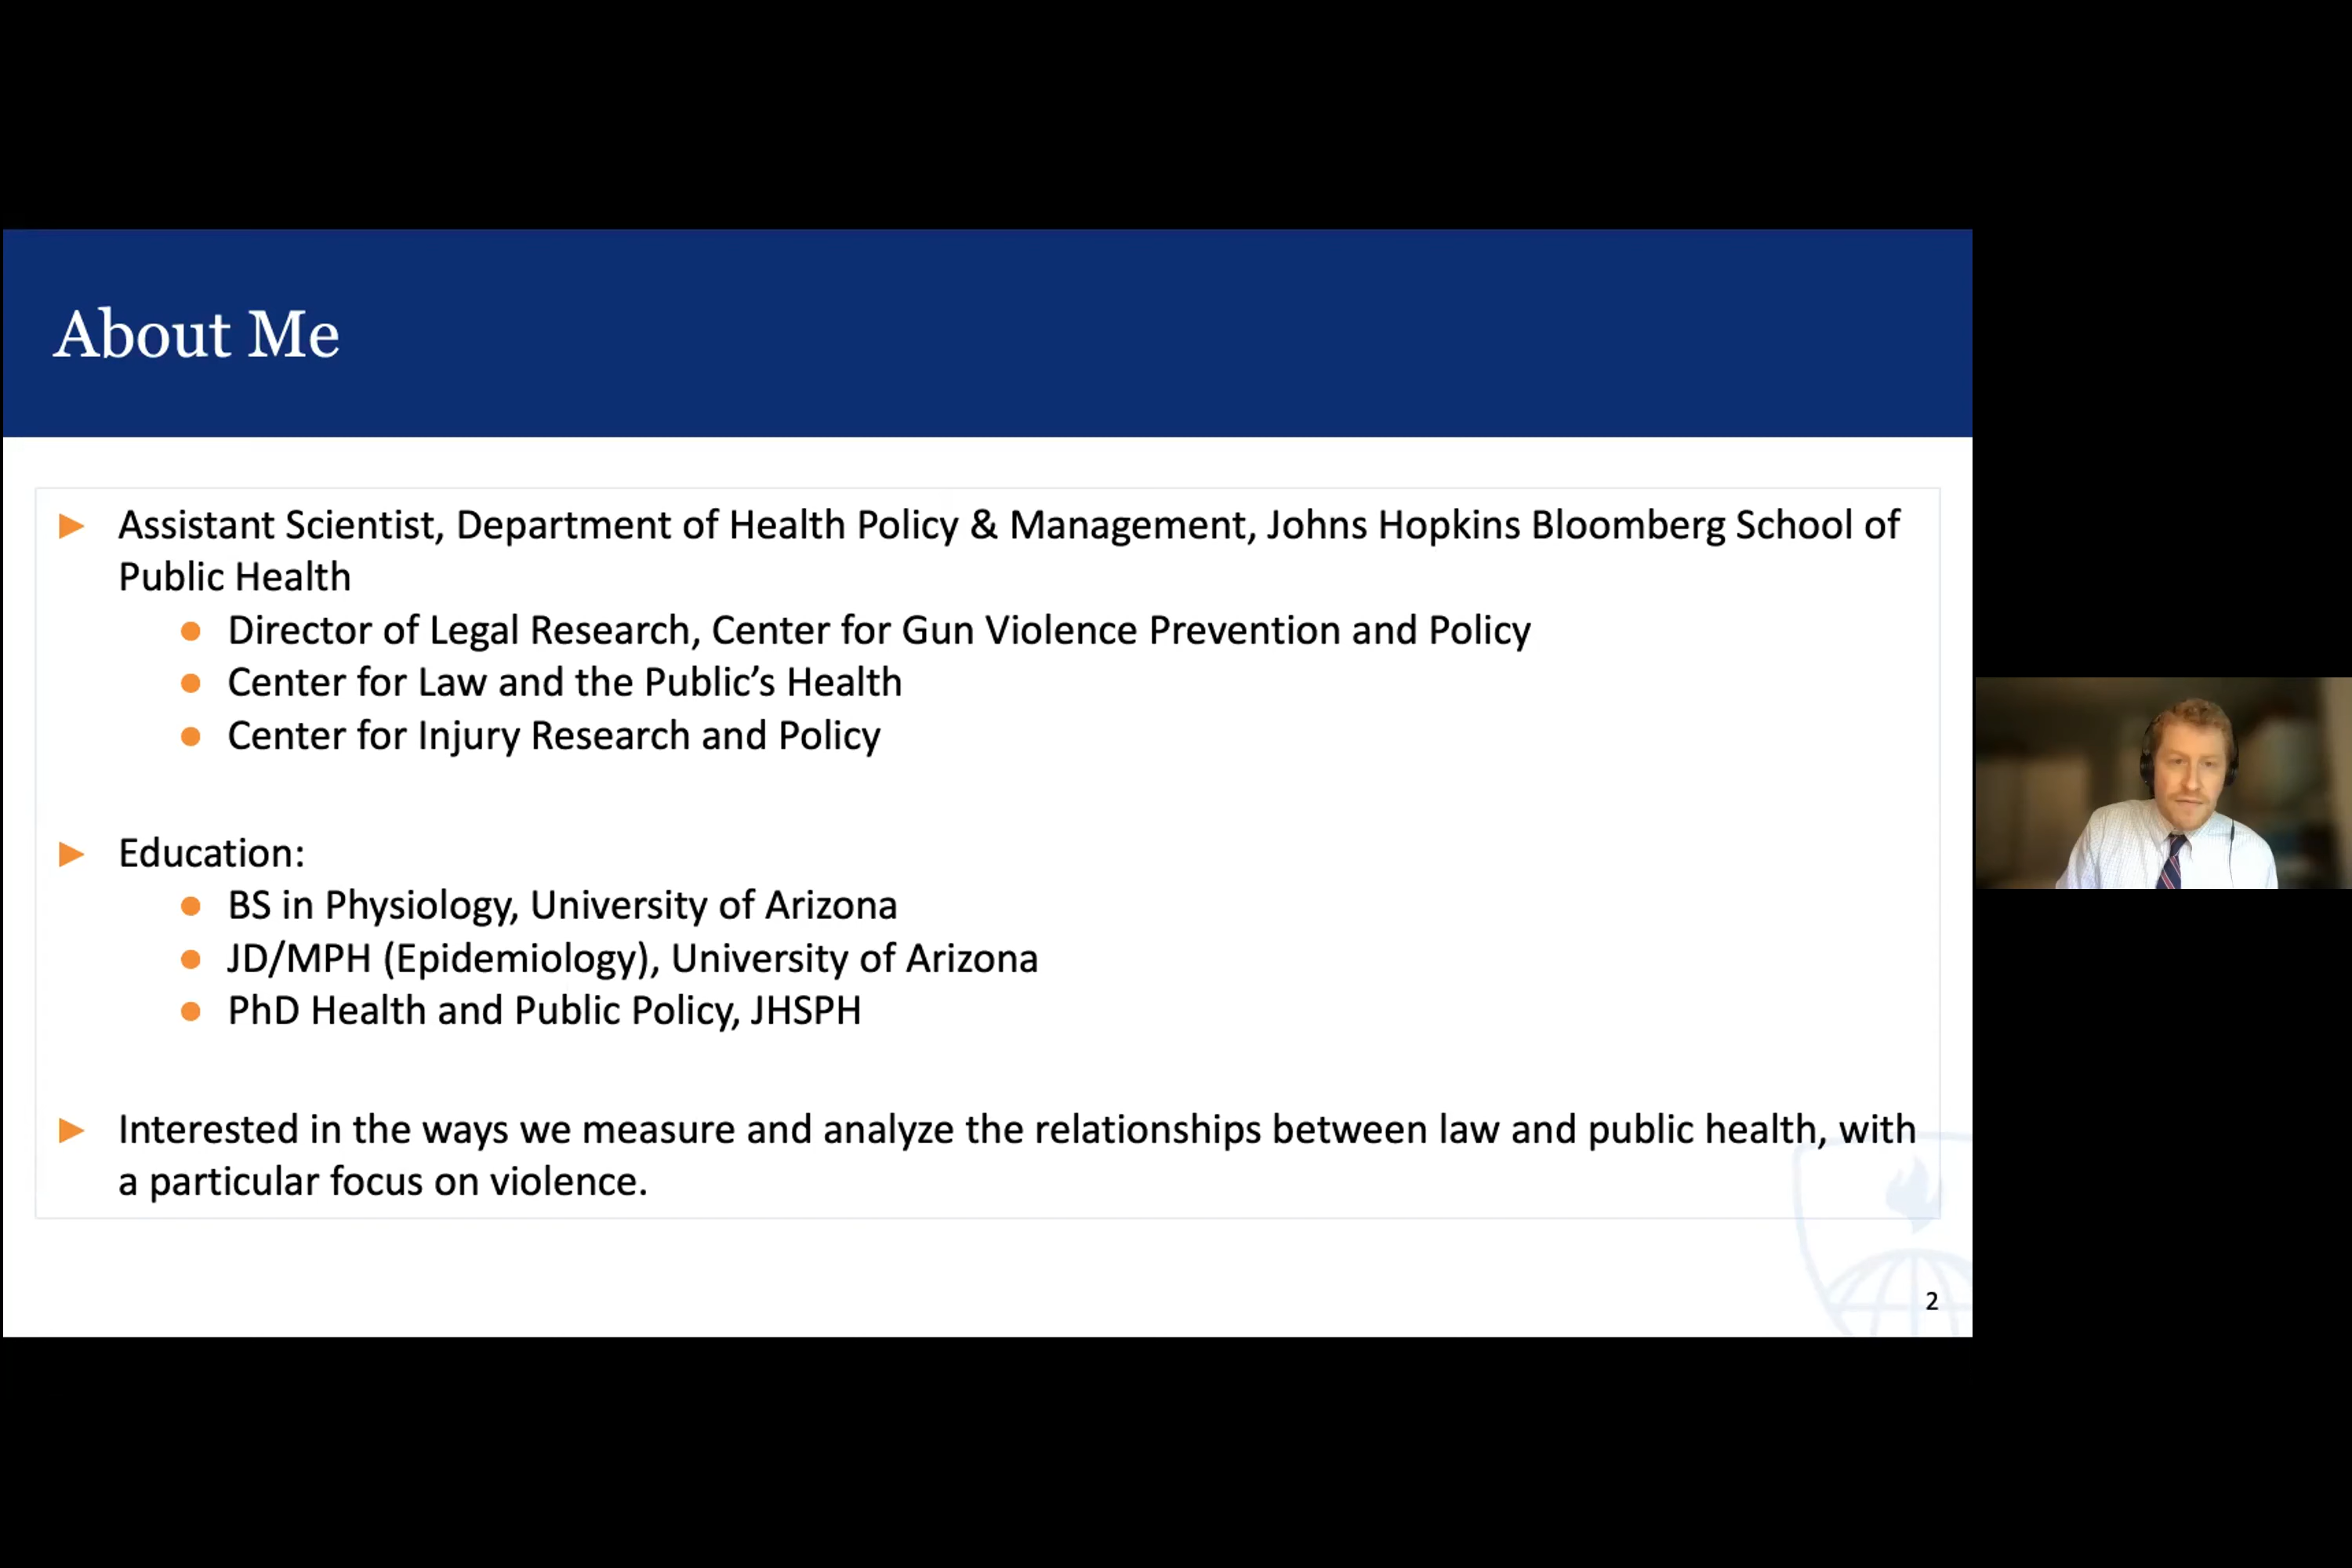 About Me
Assistant Scientist, Department of Health Policy & Management, Johns Hopkins Bloomberg School of
Public Health
Director of Legal Research, Center for Gun Violence Prevention and Policy
Center for Law and the Public’s Health
Center for Injury Research and Policy
Education:
BS in Physiology, University of Arizona
JD/MPH (Epidemiology), University of Arizona
PhD Health and Public Policy, JHSPH
Interested in the ways we measure and analyze the relationships between law and public health, with
a particular focus on violence.
2